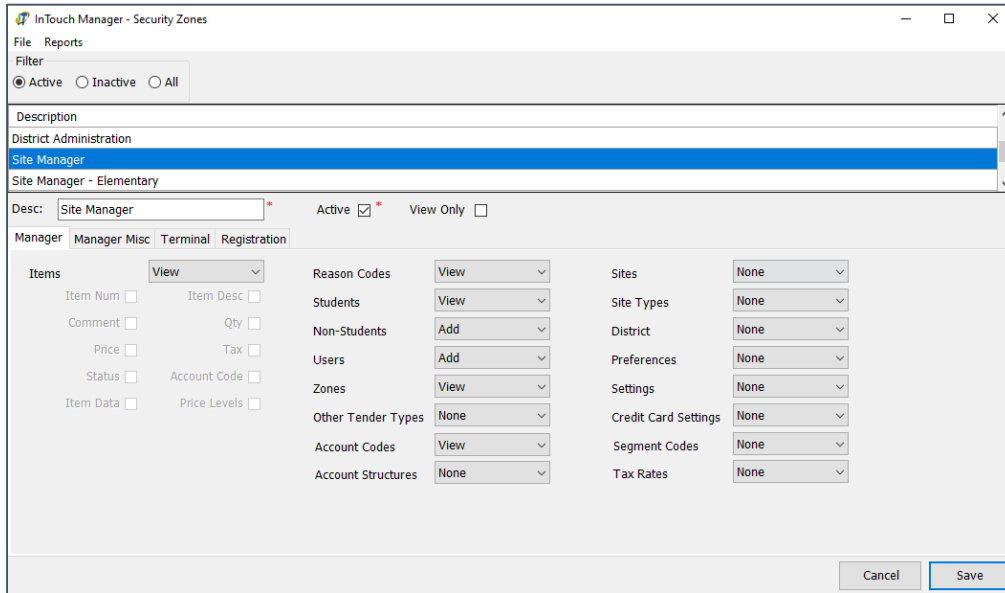 InTouch Manager - Security Zones
File Reports
Filter
Active Inactive All
Description
District Administration
Site Manager
Site Manager - Elementary
Desc: Site Manager * Active * View Only
Manager Manager Misc Terminal Registration
Items View Reason Codes View Sites None
Item Num Item Desc Students View Site Types None
Comment Qty Non-Students Add District None
Price Tax Users Add Preferences None
Status Account Code Zones View Settings None
Item Data Price Levels Other Tender Types None Credit Card Settings None
Account Codes View Segment Codes None
Account Structures None Tax Rates None
Cancel Save